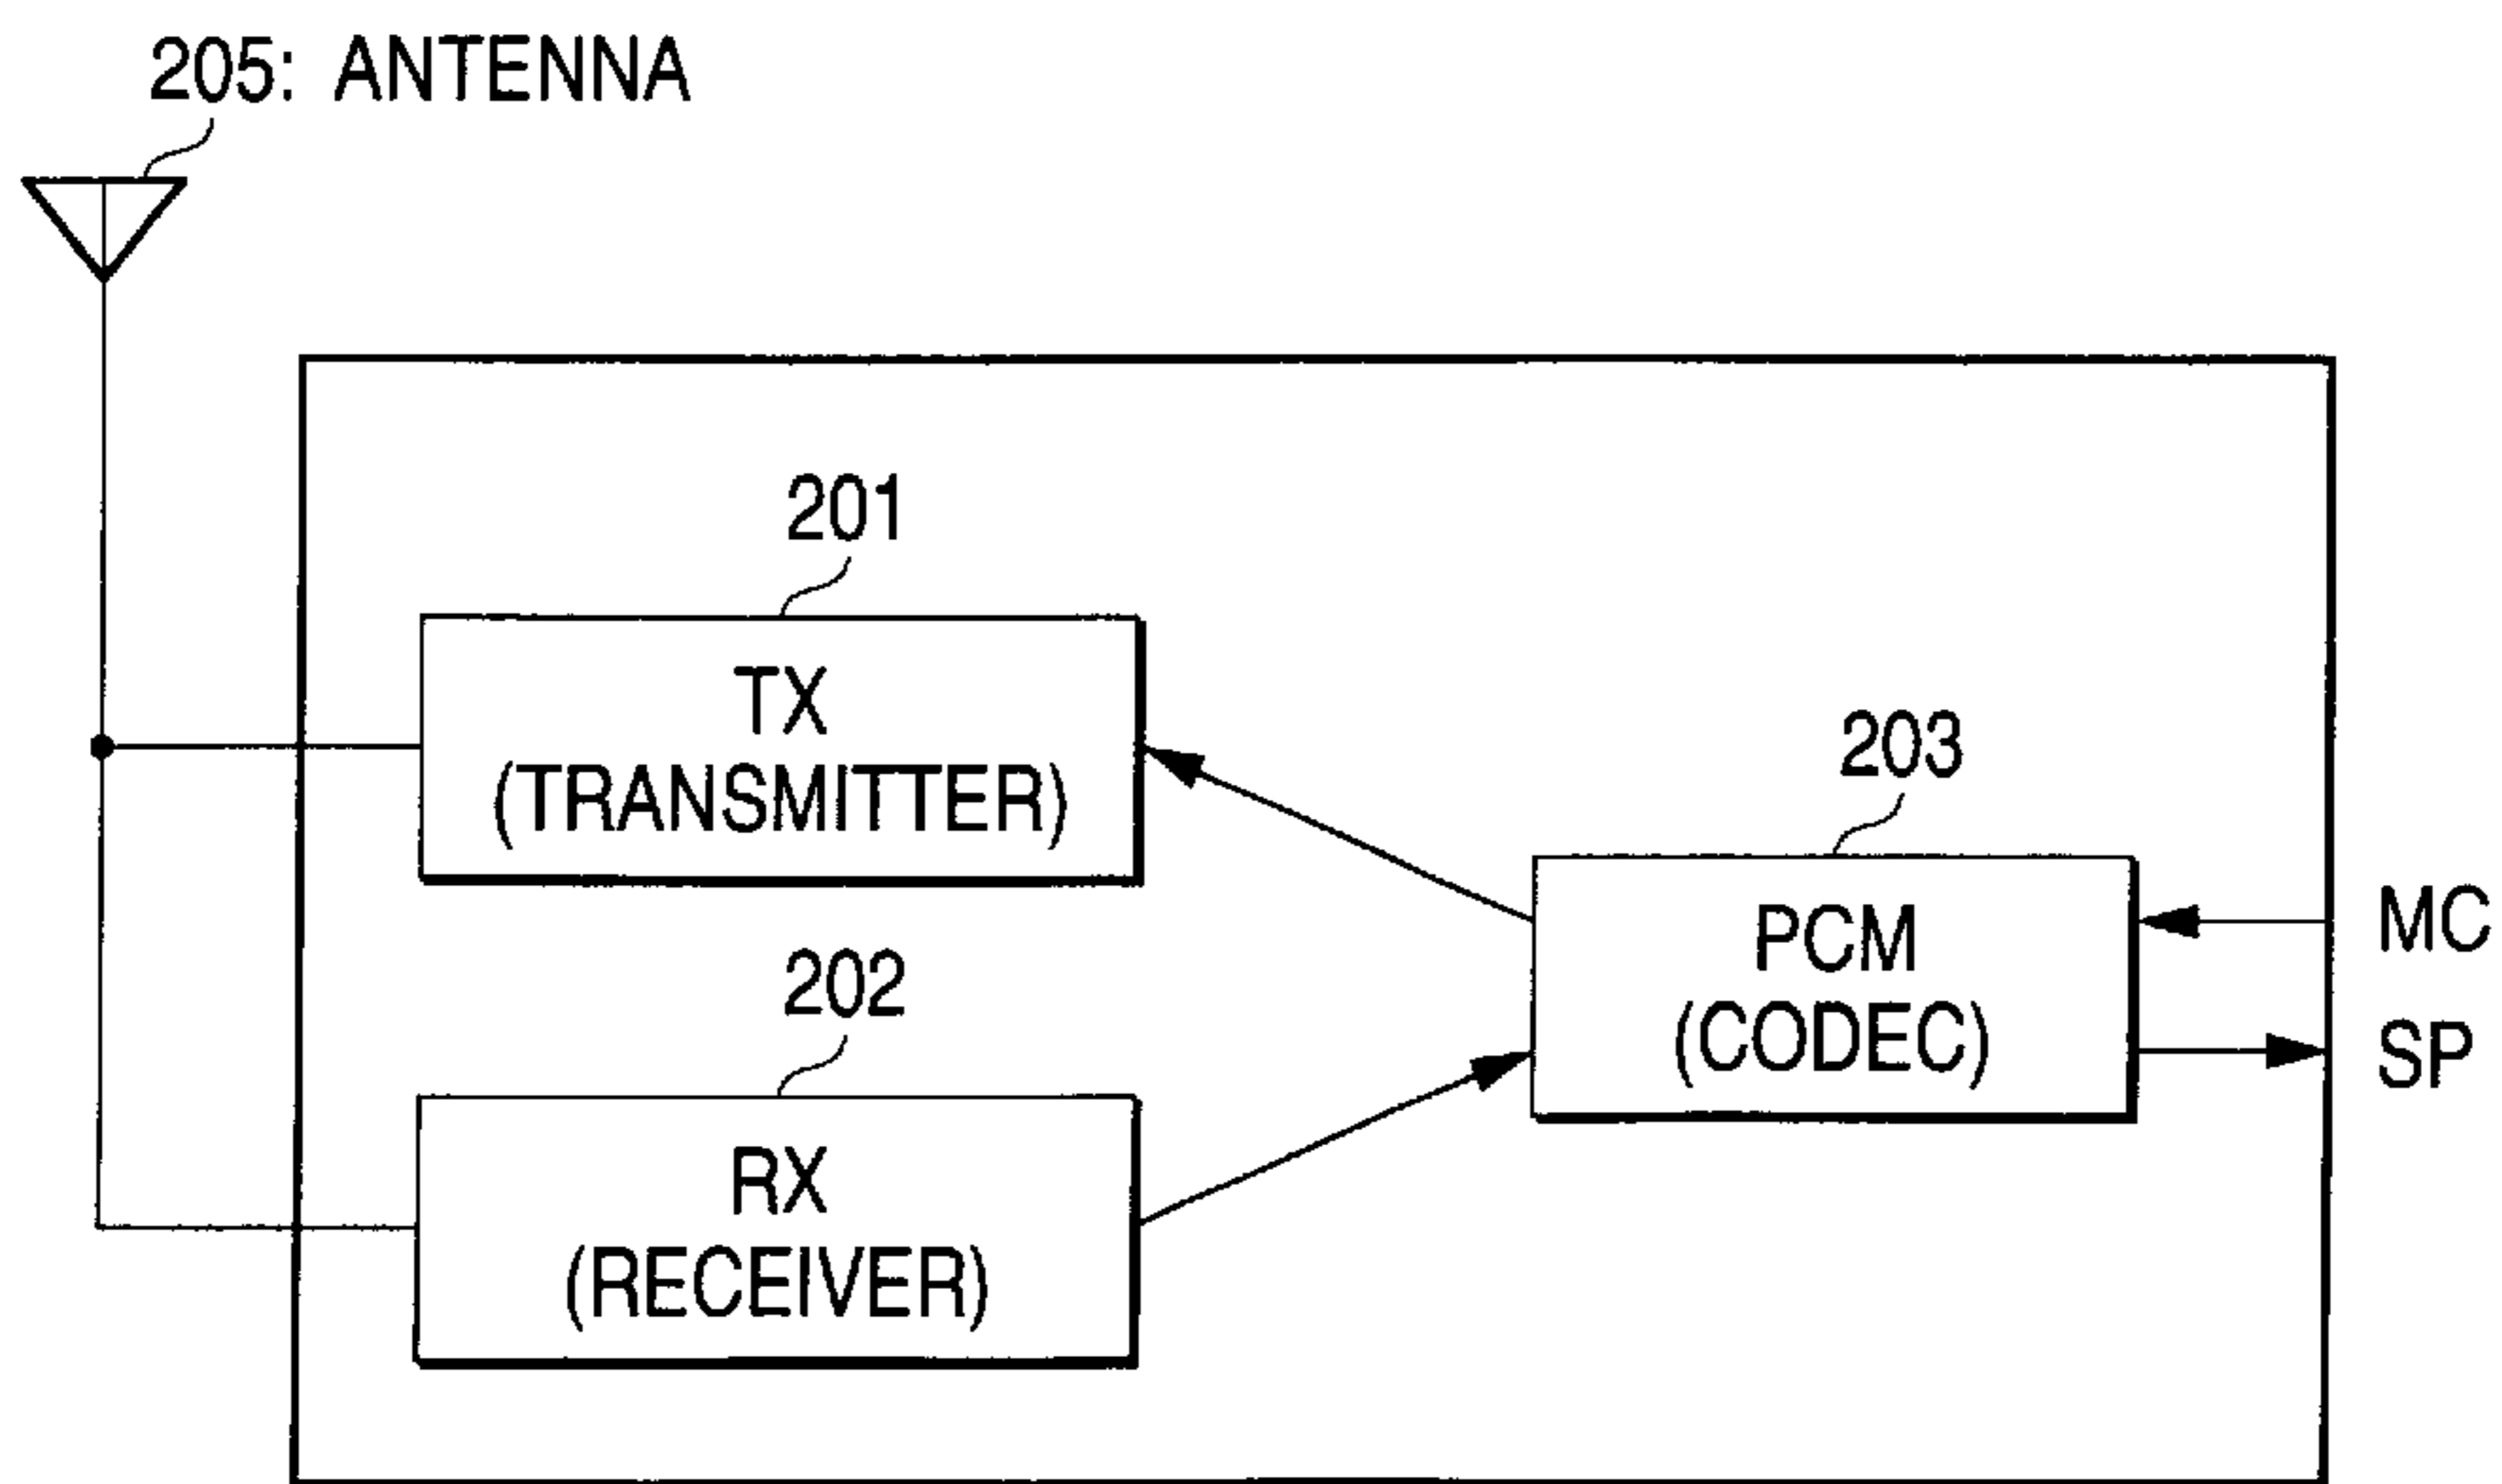 205: ANTENNA
201
TX
(TRANSMITTER)
203
PCM
(CODEC)
MC
SP
202
RX
(RECEIVER)